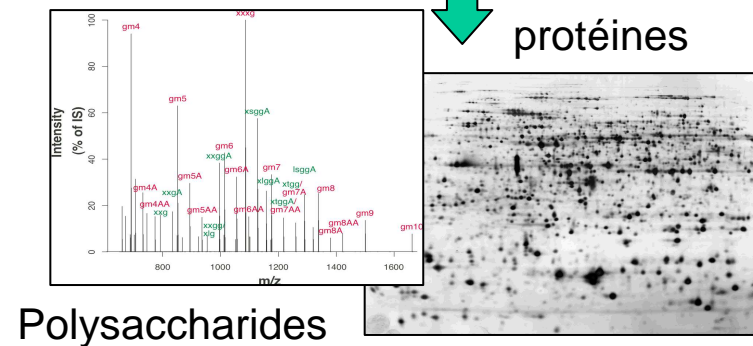 protéines
Intensity
(% of IS)
100
80
60
40
20
0
xxxg
gm4
gm5
xsggA
gm6
xxggA
lsggA
gm7
gm6A
xtgg/
xlggA
gm5A
gm7A
gm8
gm4A
xxgA
xtggA/
gm4AA
gm5AA
gm6AA
gm7AA
xxg
gm8AA
gm9
xxgg/
xlg
gm8A
gm10
800
1000
1200
1400
1600
m/z
Polysaccharides